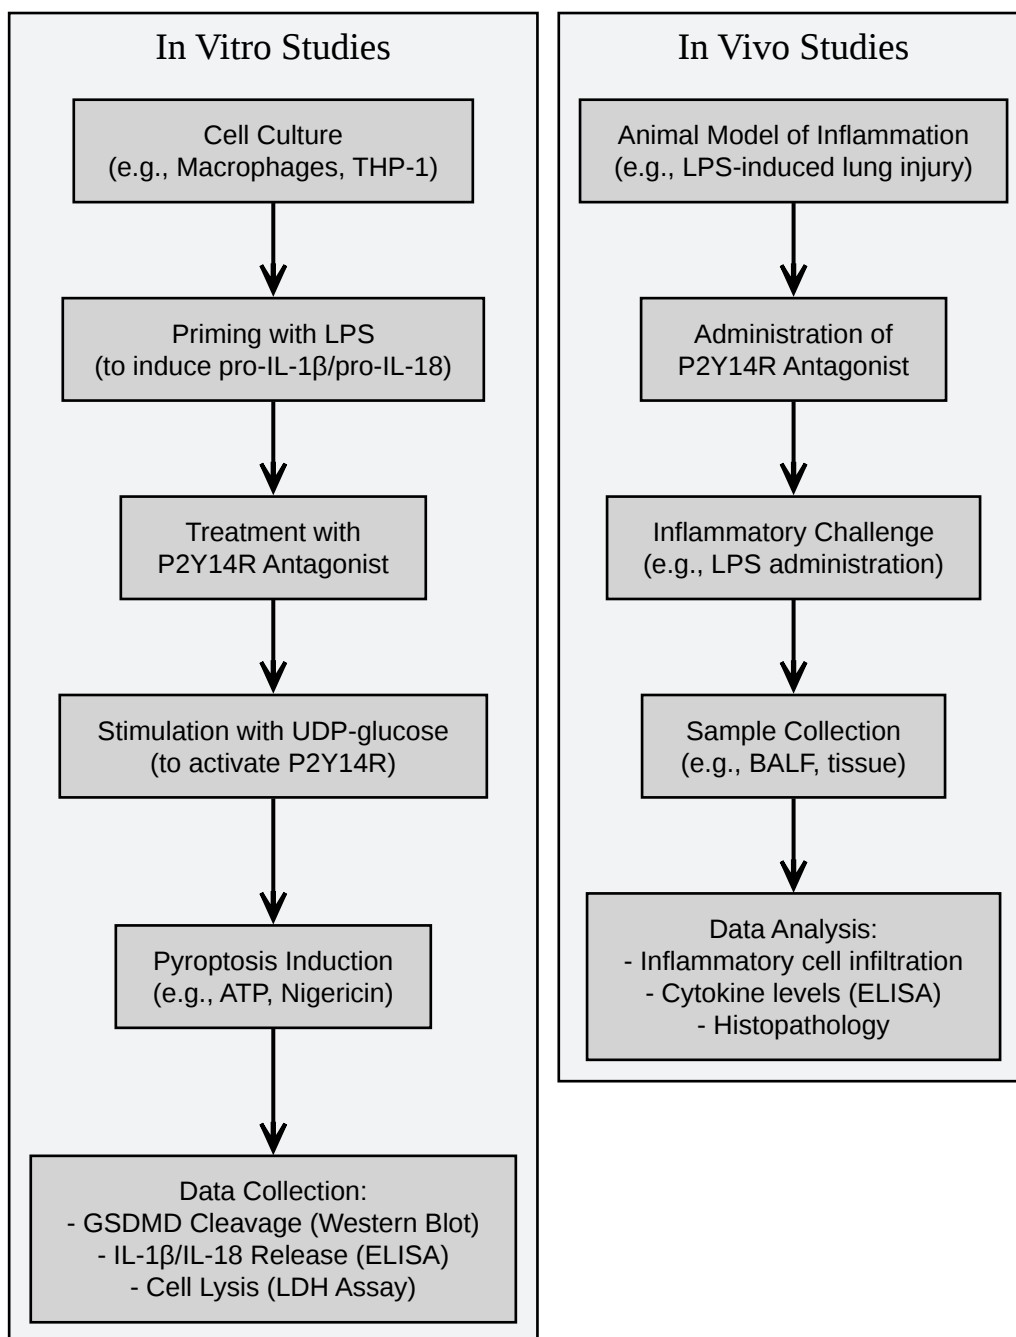 In Vitro Studies
Cell Culture
(e.g., Macrophages, THP-1)
Priming with LPS
(to induce pro-IL-1β/pro-IL-18)
Treatment with
P2Y14R Antagonist
Stimulation with UDP-glucose
(to activate P2Y14R)
Pyroptosis Induction
(e.g., ATP, Nigericin)
Data Collection:
- GSDMD Cleavage (Western Blot)
- IL-1β/IL-18 Release (ELISA)
- Cell Lysis (LDH Assay)
In Vivo Studies
Animal Model of Inflammation
(e.g., LPS-induced lung injury)
Administration of
P2Y14R Antagonist
Inflammatory Challenge
(e.g., LPS administration)
Sample Collection
(e.g., BALF, tissue)
Data Analysis:
- Inflammatory cell infiltration
- Cytokine levels (ELISA)
- Histopathology